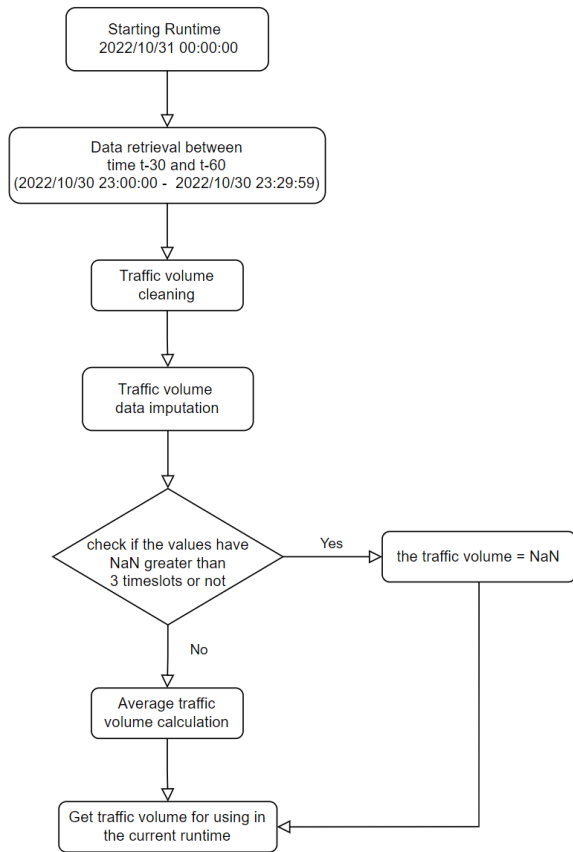 Starting Runtime
2022/10/31 00:00:00
Data retrieval between
time t-30 and t-60
(2022/10/30 23:00:00 - 2022/10/30 23:29:59)
Traffic volume
cleaning
Traffic volume
data imputation
check if the values have
NaN greater than
3 timeslots or not
Yes
the traffic volume = NaN
No
Average traffic
volume calculation
Get traffic volume for using in
the current runtime